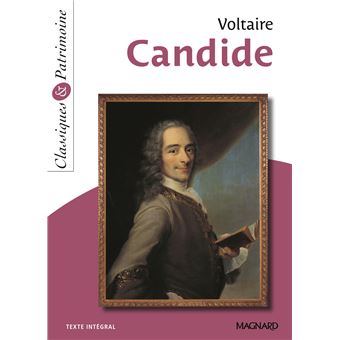 Classiques & Patrimoine
Voltaire
Candide
TEXTE INTÉGRAL
MAGNARD